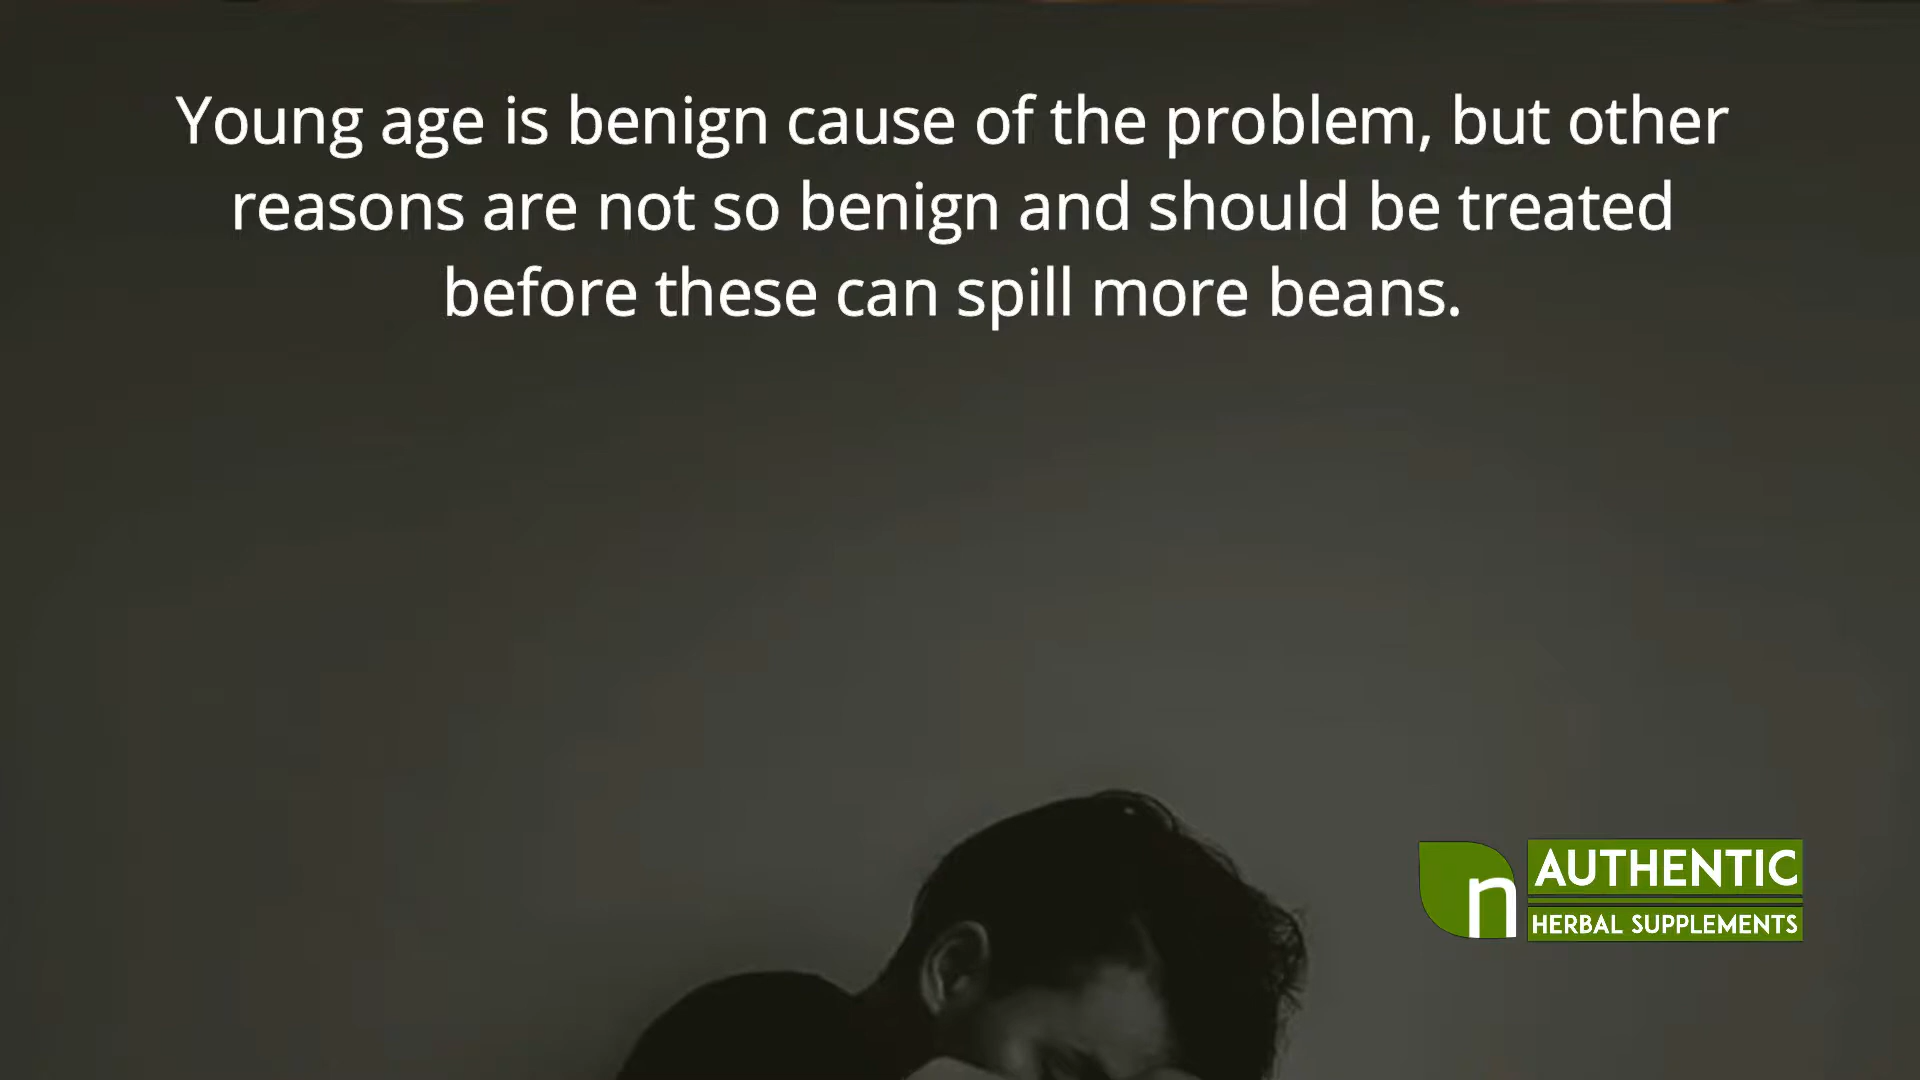 Young age is benign cause of the problem, but other
reasons are not so benign and should be treated
before these can spill more beans.
n
AUTHENTIC
HERBAL SUPPLEMENTS